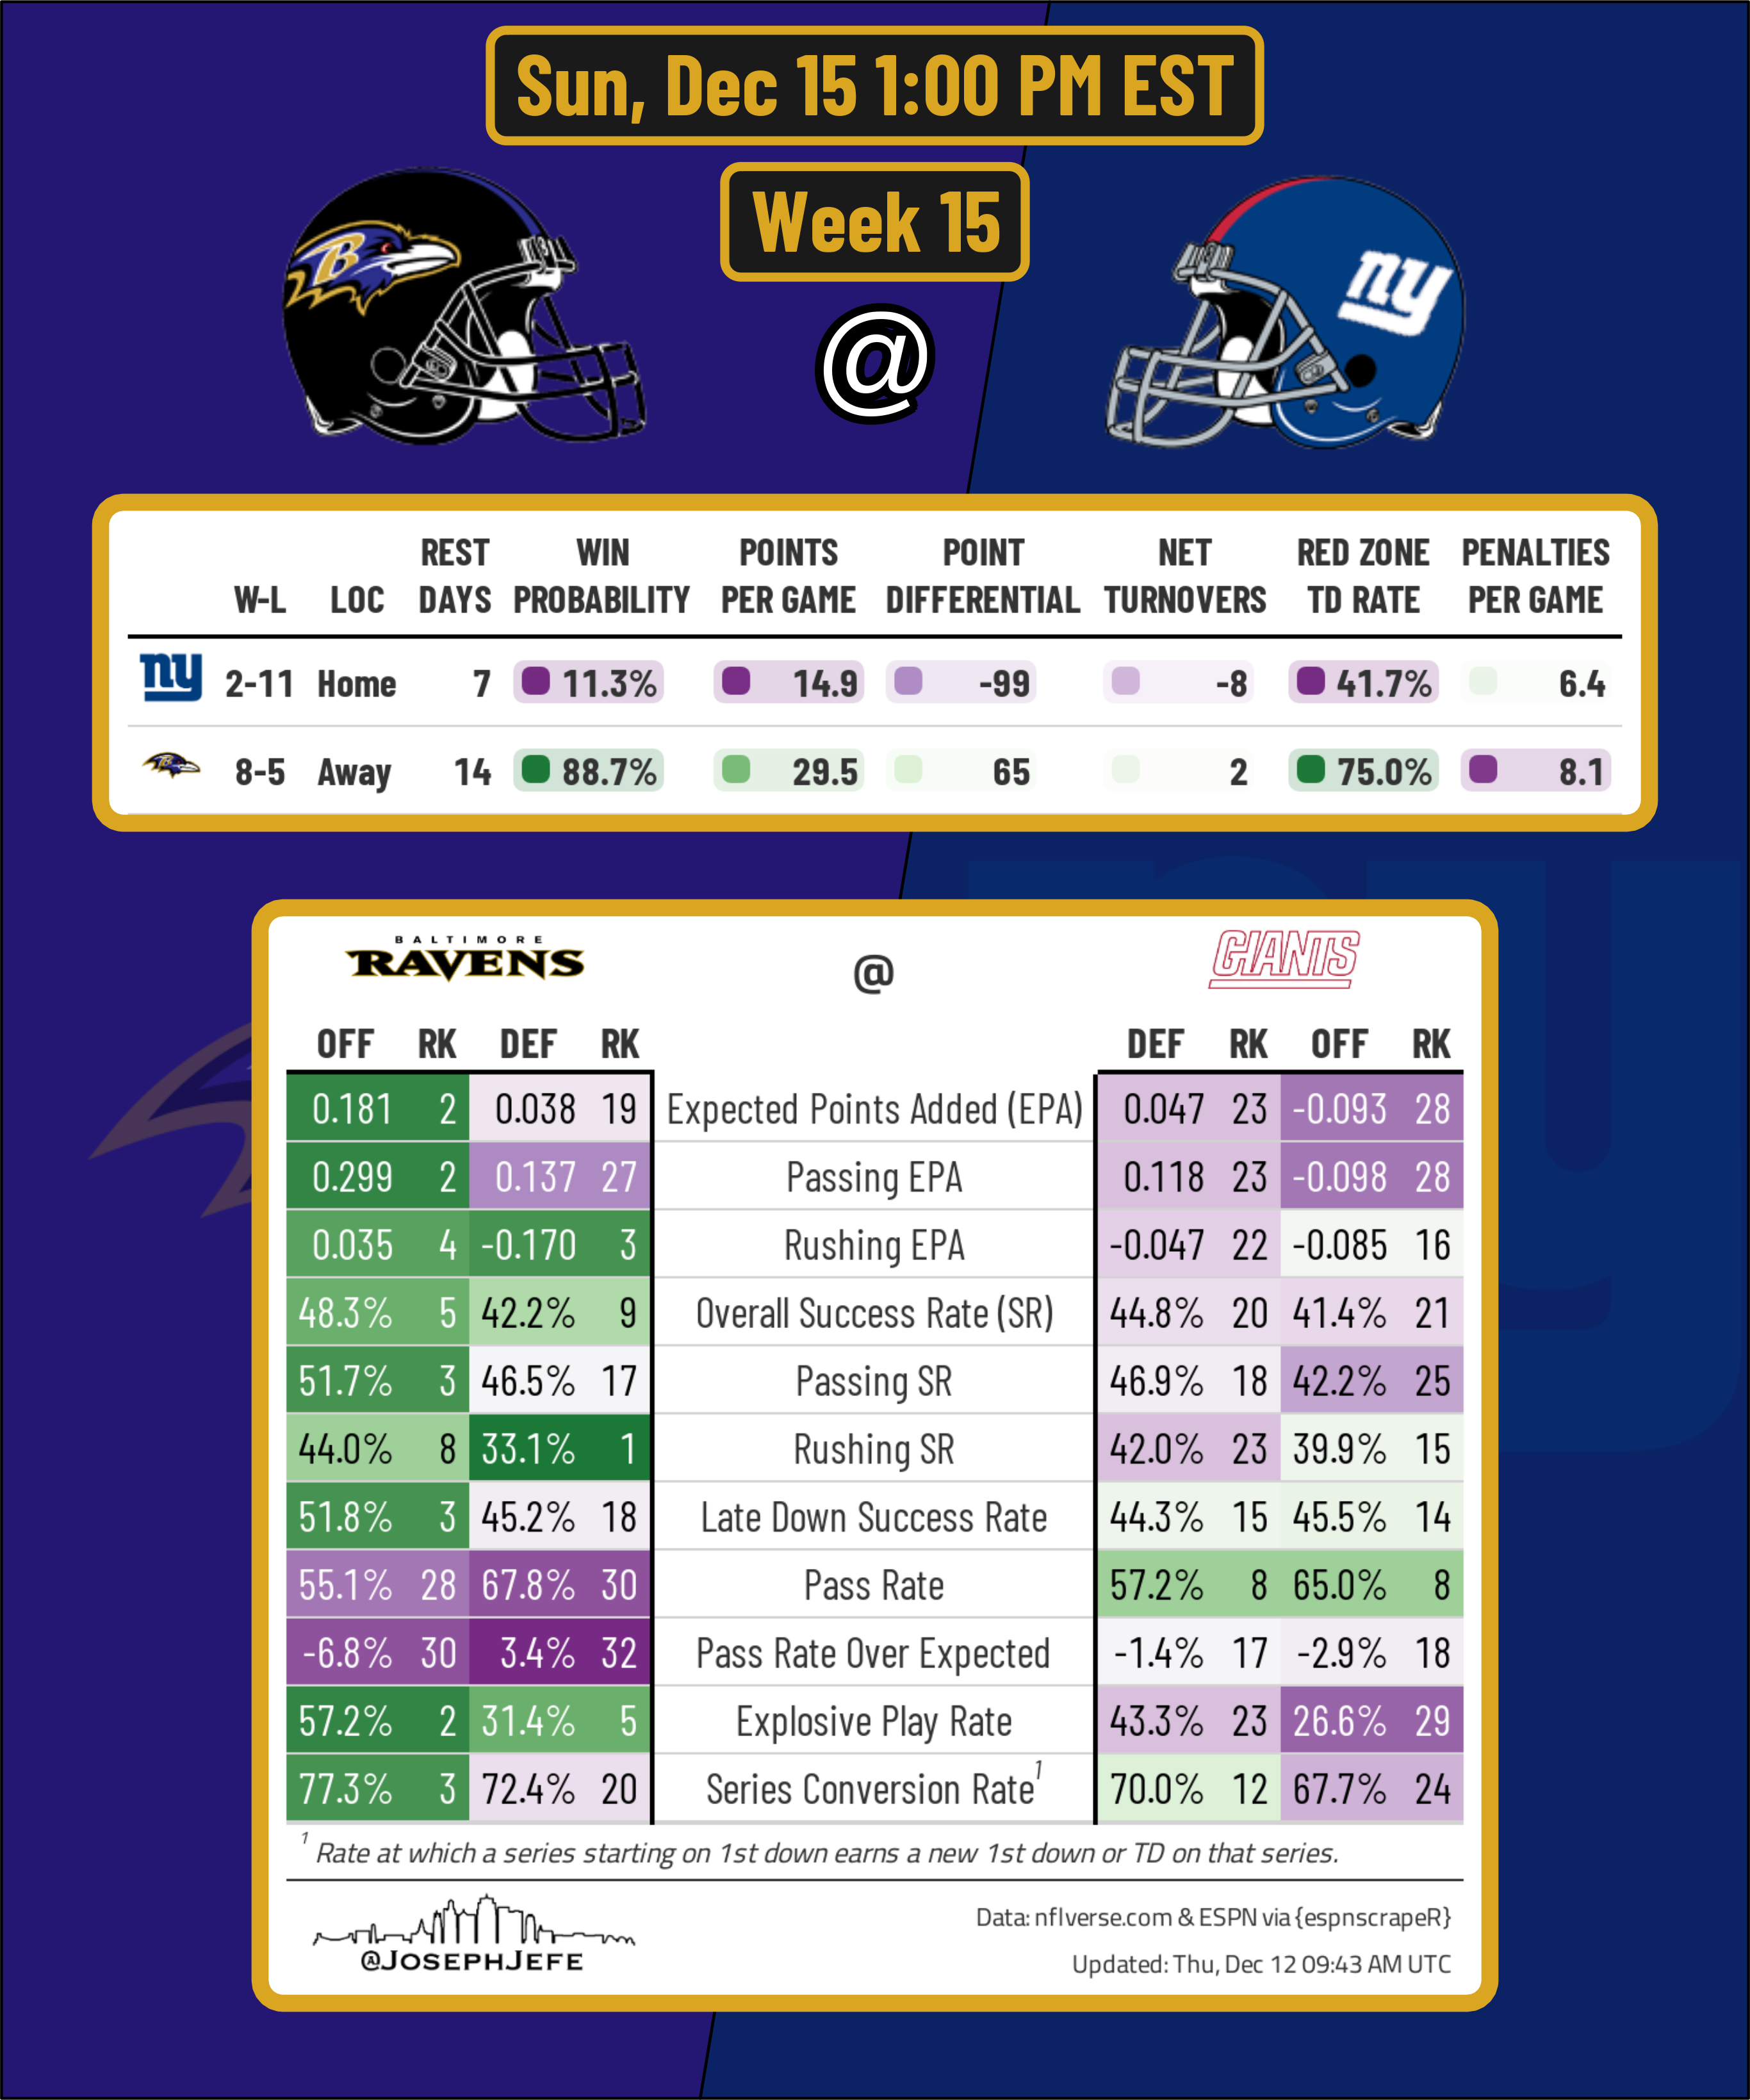 Sun, Dec 15 1:00 PM EST
Week 15
B
ny
@
W-L LOC REST DAYS WIN PROBABILITY POINTS PER GAME POINT DIFFERENTIAL NET TURNOVERS RED ZONE TD RATE PENALTIES PER GAME
ny 2-11 Home 7 11.3% 14.9 -99 -8 41.7% 6.4
B 8-5 Away 14 88.7% 29.5 65 2 75.0% 8.1
BALTIMORE
RAVENS @ GIANTS
OFF RK DEF RK DEF RK OFF RK
0.181 2 0.038 19 Expected Points Added (EPA) 0.047 23 -0.093 28
0.299 2 0.137 27 Passing EPA 0.118 23 -0.098 28
0.035 4 -0.170 3 Rushing EPA -0.047 22 -0.085 16
48.3% 5 42.2% 9 Overall Success Rate (SR) 44.8% 20 41.4% 21
51.7% 3 46.5% 17 Passing SR 46.9% 18 42.2% 25
44.0% 8 33.1% 1 Rushing SR 42.0% 23 39.9% 15
51.8% 3 45.2% 18 Late Down Success Rate 44.3% 15 45.5% 14
55.1% 28 67.8% 30 Pass Rate 57.2% 8 65.0% 8
-6.8% 30 3.4% 32 Pass Rate Over Expected -1.4% 17 -2.9% 18
57.2% 2 31.4% 5 Explosive Play Rate 43.3% 23 26.6% 29
77.3% 3 72.4% 20 Series Conversion Rate¹ 70.0% 12 67.7% 24
¹ Rate at which a series starting on 1st down earns a new 1st down or TD on that series.
@JOSEPHJEFE
Data: nflverse.com & ESPN via {espnscrapeR}
Updated: Thu, Dec 12 09:43 AM UTC